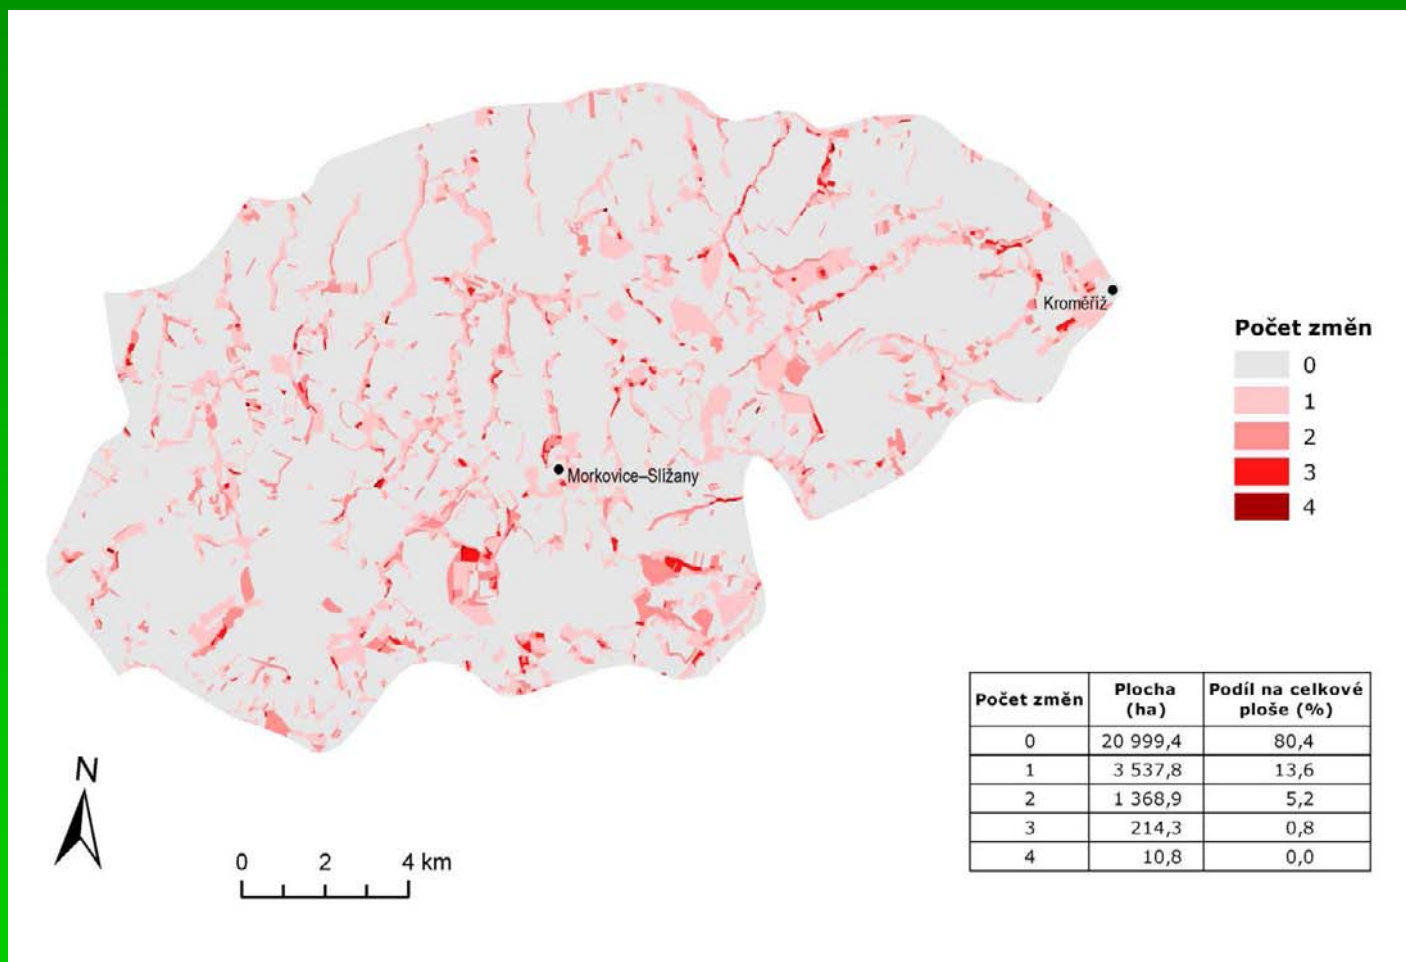 Kroměříž
Morkovice–Slížany
Počet změn
0
1
2
3
4
Počet změn Plocha (ha) Podíl na celkové ploše (%)
0 20 999,4 80,4
1 3 537,8 13,6
2 1 368,9 5,2
3 214,3 0,8
4 10,8 0,0
N
0 2 4 km